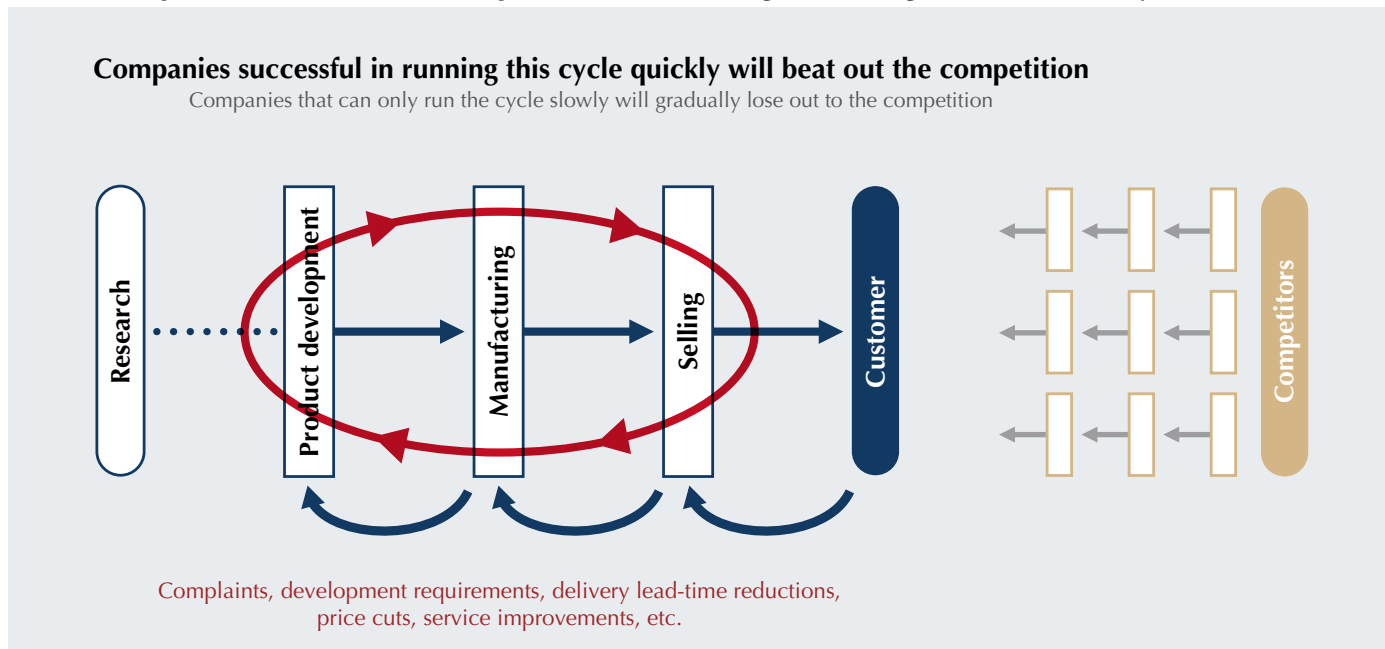 Companies successful in running this cycle quickly will beat out the competition
Companies that can only run the cycle slowly will gradually lose out to the competition
Research
Product development
Manufacturing
Selling
Customer
Competitors
Complaints, development requirements, delivery lead-time reductions,
price cuts, service improvements, etc.